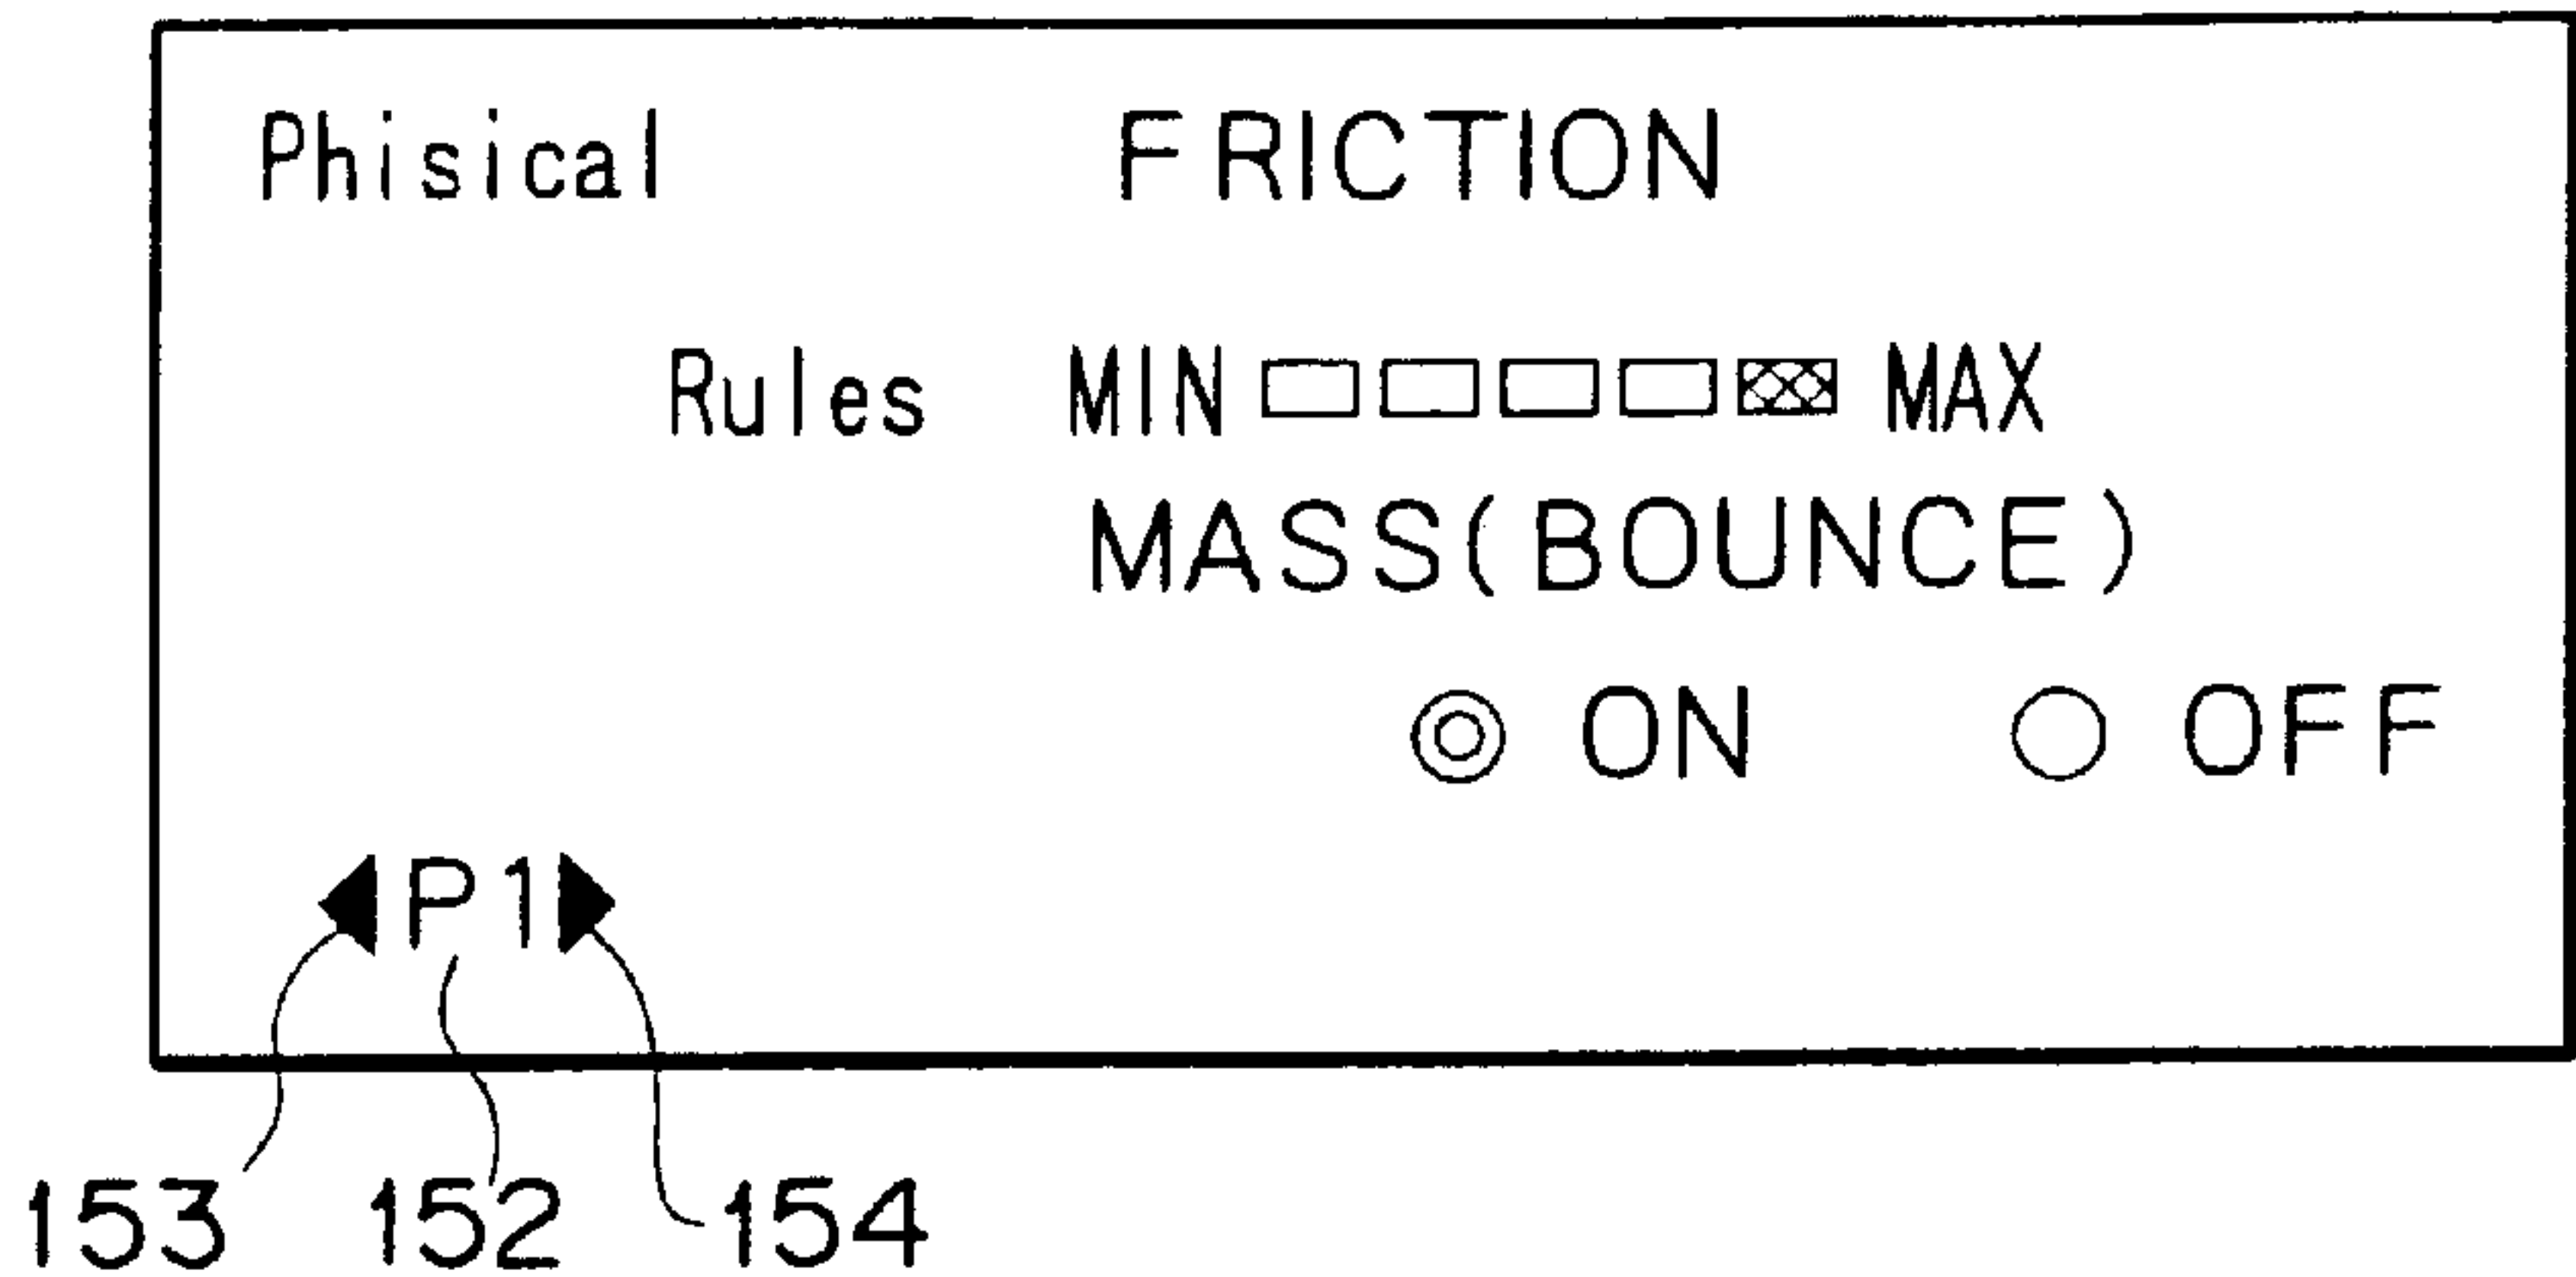 Phisical FRICTION
Rules MIN MAX
MASS(BOUNCE)
ON OFF
P1
153 152 154